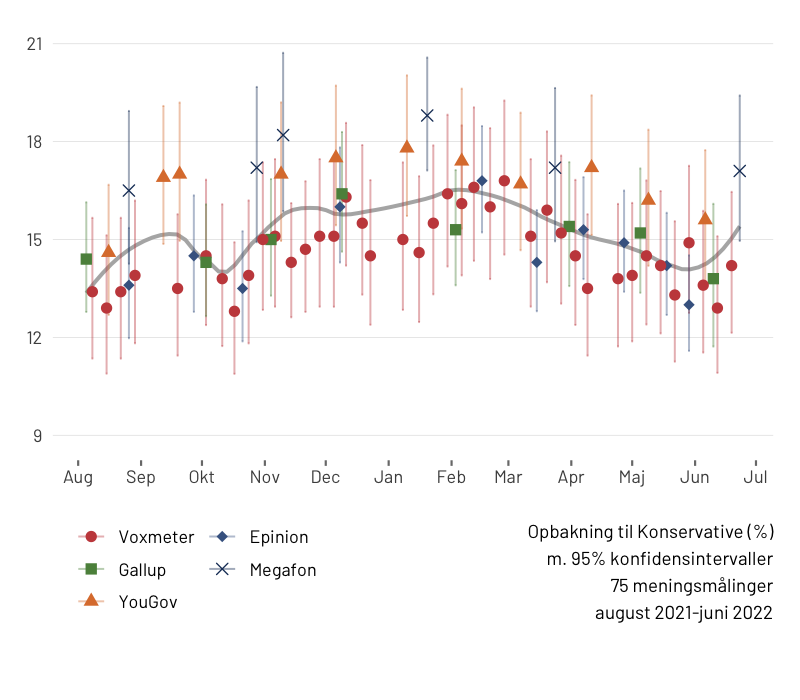 21
18
15
12
9
Aug Sep Okt Nov Dec Jan Feb Mar Apr Maj Jun Jul
Voxmeter Epinion
Gallup Megafon
YouGov
Opbakning til Konservative (%)
m. 95% konfidensintervaller
75 meningsmålinger
august 2021-juni 2022